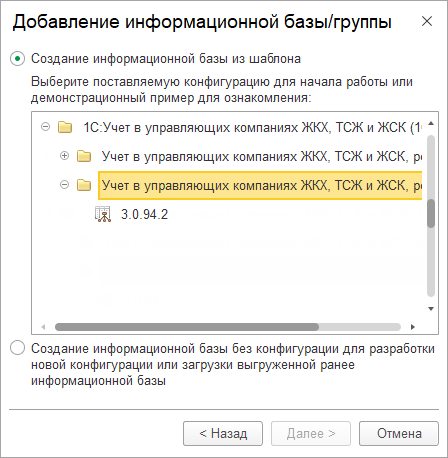 Добавление информационной базы/группы
Создание информационной базы из шаблона
Выберите поставляемую конфигурацию для начала работы или
демонстрационный пример для ознакомления:
1С:Учет в управляющих компаниях ЖКХ, ТСЖ и ЖСК (1
Учет в управляющих компаниях ЖКХ, ТСЖ и ЖСК, р
Учет в управляющих компаниях ЖКХ, ТСЖ и ЖСК, р
3.0.94.2
Создание информационной базы без конфигурации для разработки
новой конфигурации или загрузки выгруженной ранее
информационной базы
< Назад
Далее >
Отмена